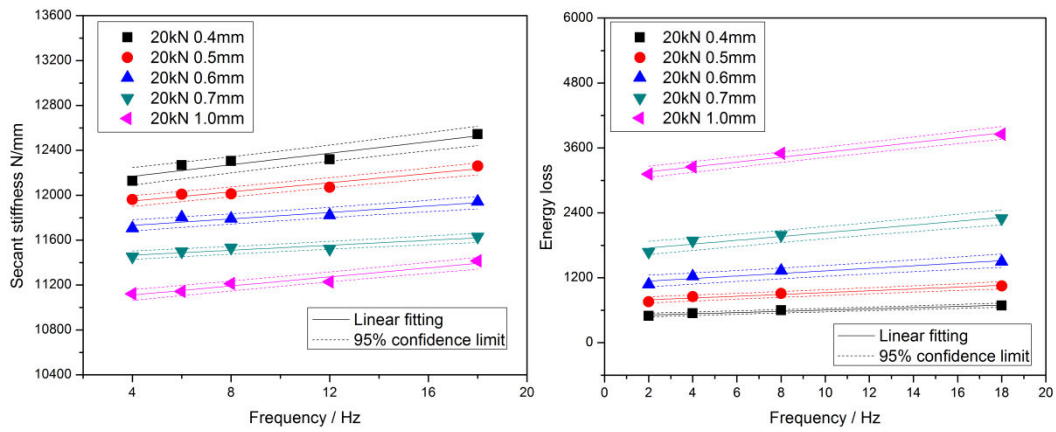 13600
13200
12800
12400
12000
11600
11200
10800
10400
Secant stiffness N/mm
20kN 0.4mm
20kN 0.5mm
20kN 0.6mm
20kN 0.7mm
20kN 1.0mm
Linear fitting
95% confidence limit
4 6 8 10 12 14 16 18 20
Frequency / Hz
6000
4800
3600
2400
1200
0
Energy loss
20kN 0.4mm
20kN 0.5mm
20kN 0.6mm
20kN 0.7mm
20kN 1.0mm
Linear fitting
95% confidence limit
0 2 4 6 8 10 12 14 16 18 20
Frequency / Hz